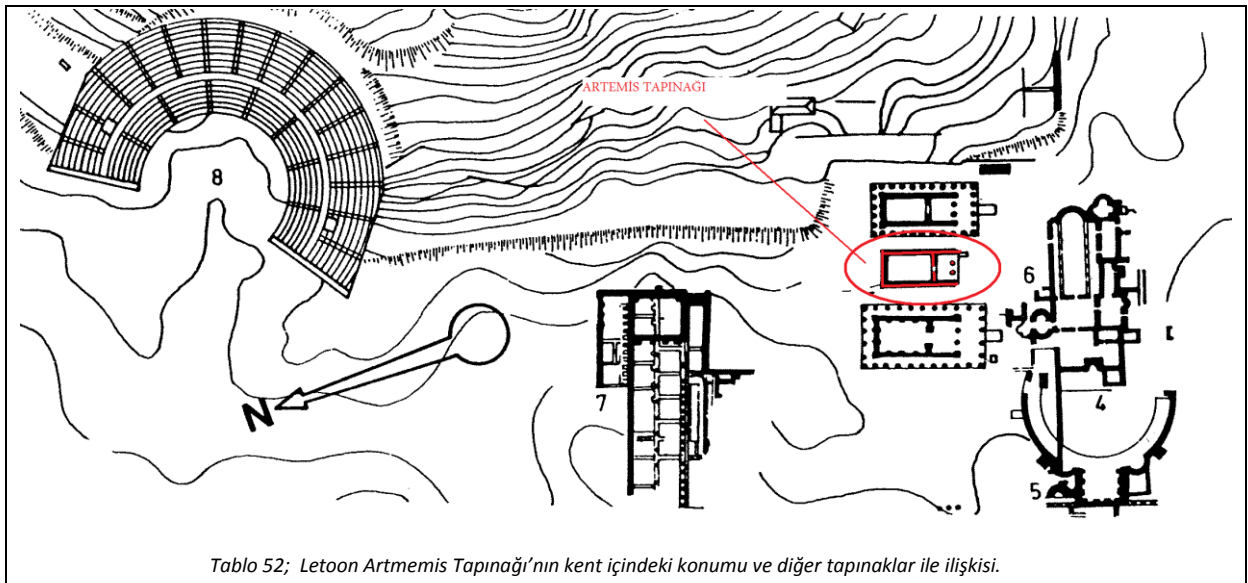 ARTEMİS TAPINAĞI
8
6
N
7
4
5
Tablo 52; Letoon Artmemis Tapınağı’nın kent içindeki konumu ve diğer tapınaklar ile ilişkisi.